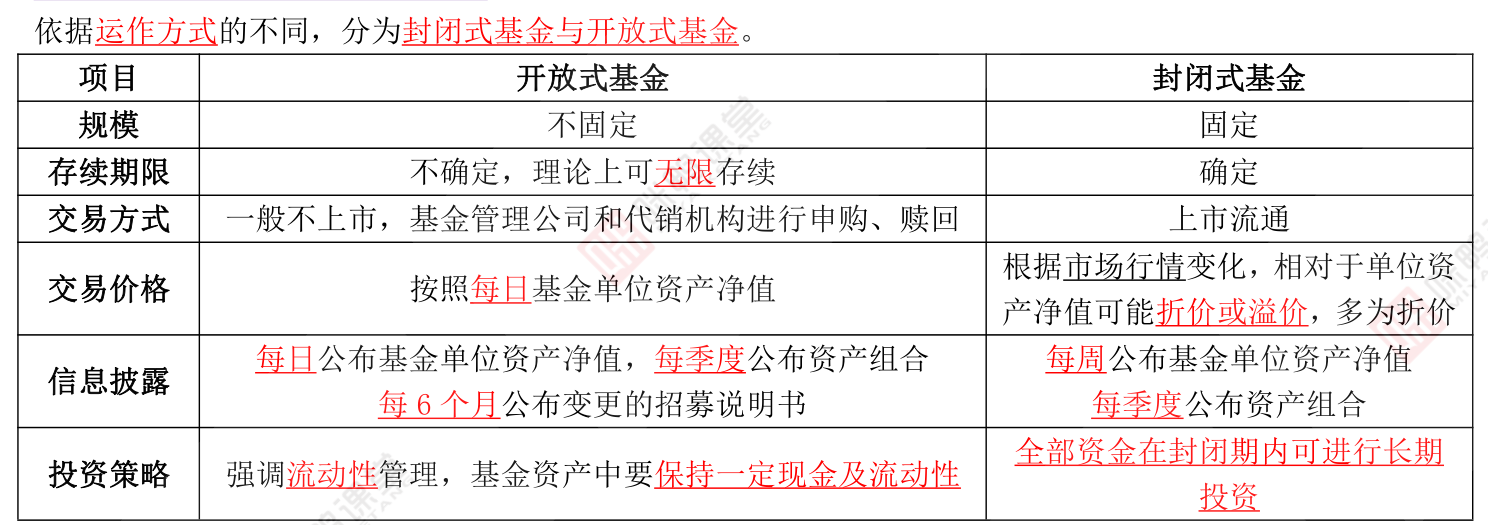 依据运作方式的不同，分为封闭式基金与开放式基金。
项目 开放式基金 封闭式基金
规模 不固定 固定
存续期限 不确定，理论上可无限存续 确定
交易方式 一般不上市，基金管理公司和代销机构进行申购、赎回 上市流通
交易价格 按照每日基金单位资产净值 根据市场行情变化，相对于单位资
产净值可能折价或溢价，多为折价
信息披露 每日公布基金单位资产净值，每季度公布资产组合 每周公布基金单位资产净值
每 6 个月公布变更的招募说明书 每季度公布资产组合
投资策略 强调流动性管理，基金资产中要保持一定现金及流动性 全部资金在封闭期内可进行长期
投资